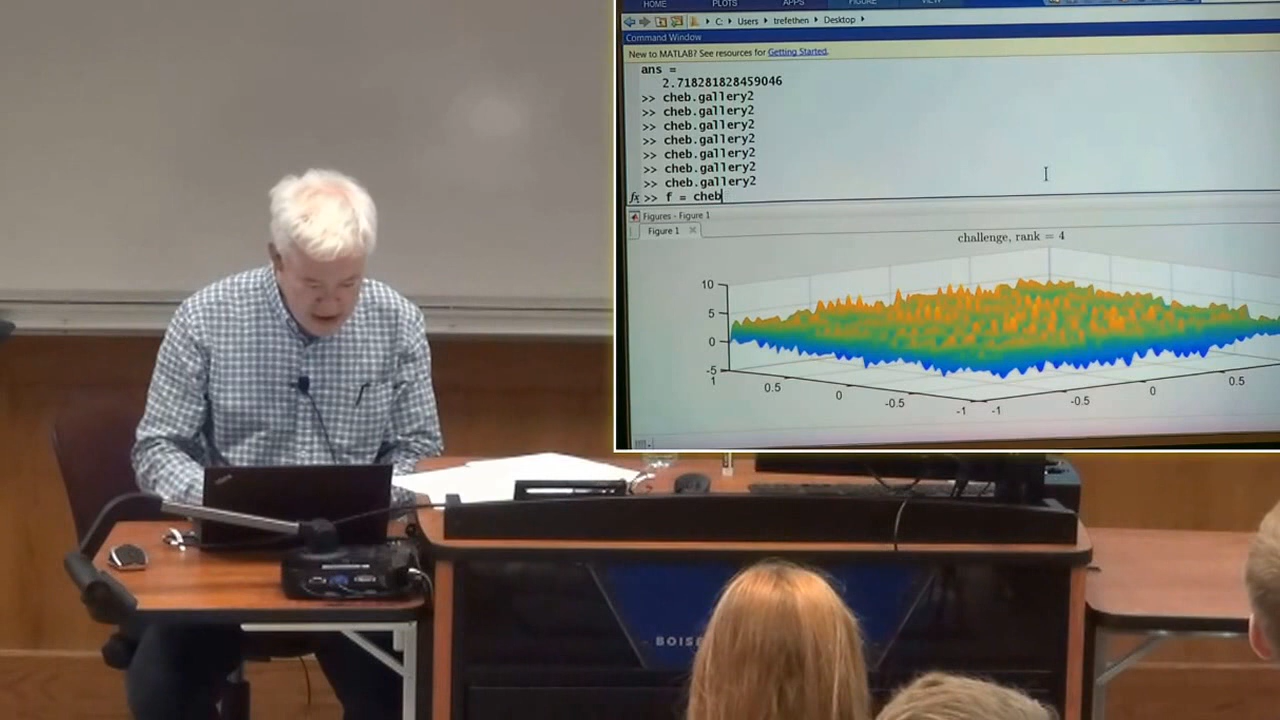 HOME PLOTS APPS FIGURE VIEW
C: Users trefethen Desktop
Command Window
New to MATLAB? See resources for Getting Started.
ans =
2.718281828459046
>> cheb.gallery2
>> cheb.gallery2
>> cheb.gallery2
>> cheb.gallery2
>> cheb.gallery2
>> cheb.gallery2
>> cheb.gallery2
fx >> f = cheb
Figures - Figure 1
Figure 1
challenge, rank = 4
10
5
0
-5
1
0.5
0
-0.5
-1
-1
-0.5
0
0.5